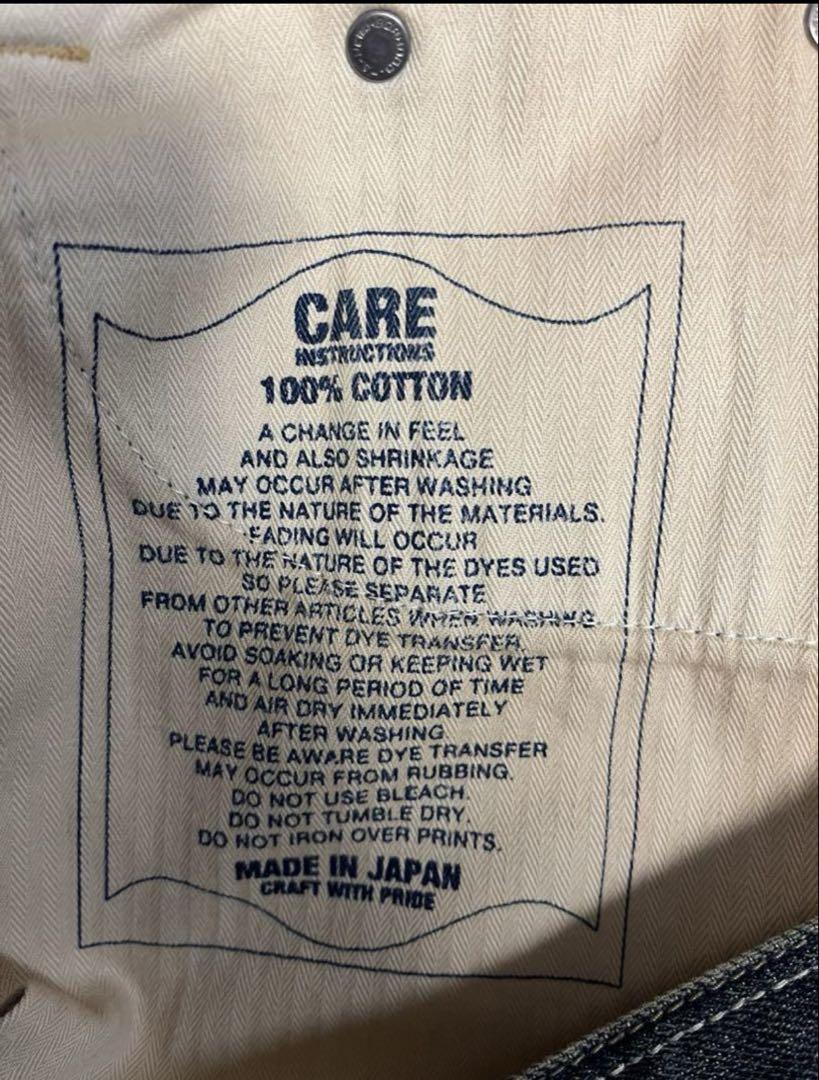 NEIGHBORHOOD
CARE
INSTRUCTIONS
100% COTTON
A CHANGE IN FEEL
AND ALSO SHRINKAGE
MAY OCCUR AFTER WASHING
DUE TO THE NATURE OF THE MATERIALS.
FADING WILL OCCUR
DUE TO THE NATURE OF THE DYES USED
SO PLEASE SEPARATE
FROM OTHER ARTICLES WHEN WASHING
TO PREVENT DYE TRANSFER.
AVOID SOAKING OR KEEPING WET
FOR A LONG PERIOD OF TIME
AND AIR DRY IMMEDIATELY
AFTER WASHING.
PLEASE BE AWARE DYE TRANSFER
MAY OCCUR FROM RUBBING.
DO NOT USE BLEACH.
DO NOT TUMBLE DRY.
DO NOT IRON OVER PRINTS.
MADE IN JAPAN
CRAFT WITH PRIDE